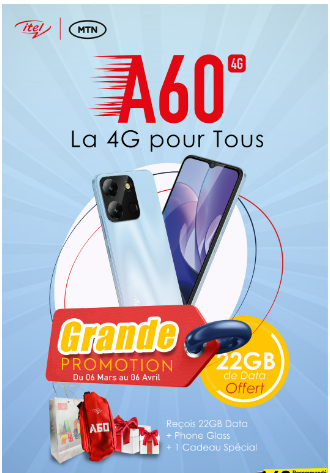 itel
MTN
A60 4G
La 4G pour Tous
Grande
PROMOTION
Du 06 Mars au 06 Avril
22GB
de Data
Offert
A60
Reçois 22GB Data
+ Phone Glass
+ 1 Cadeau Spécial